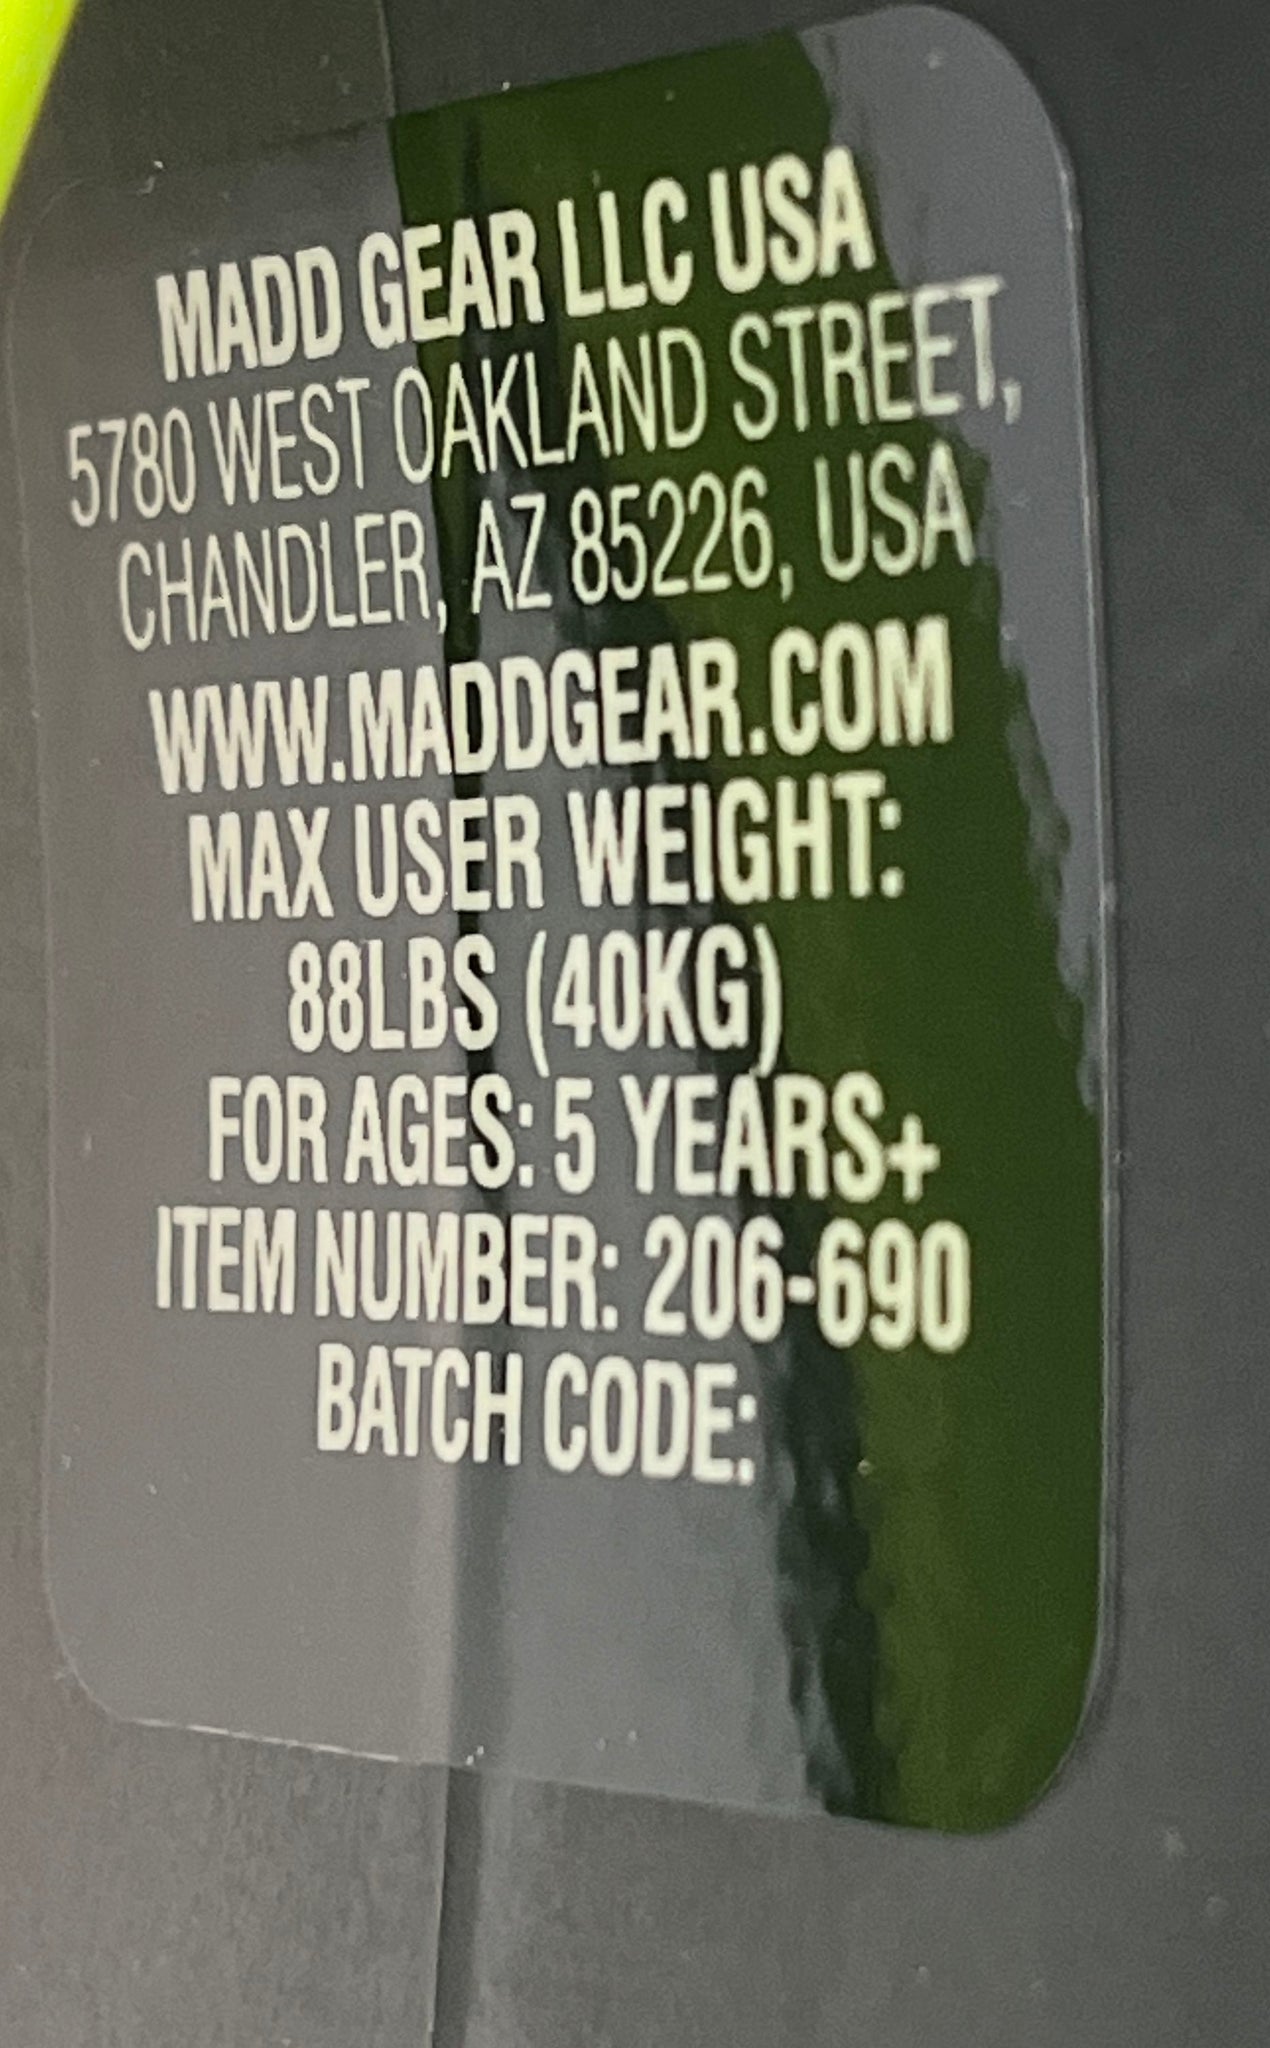 MADD GEAR LLC USA
5780 WEST OAKLAND STREET,
CHANDLER, AZ 85226, USA
WWW.MADDGEAR.COM
MAX USER WEIGHT:
88LBS (40KG)
FOR AGES: 5 YEARS+
ITEM NUMBER: 206-690
BATCH CODE: